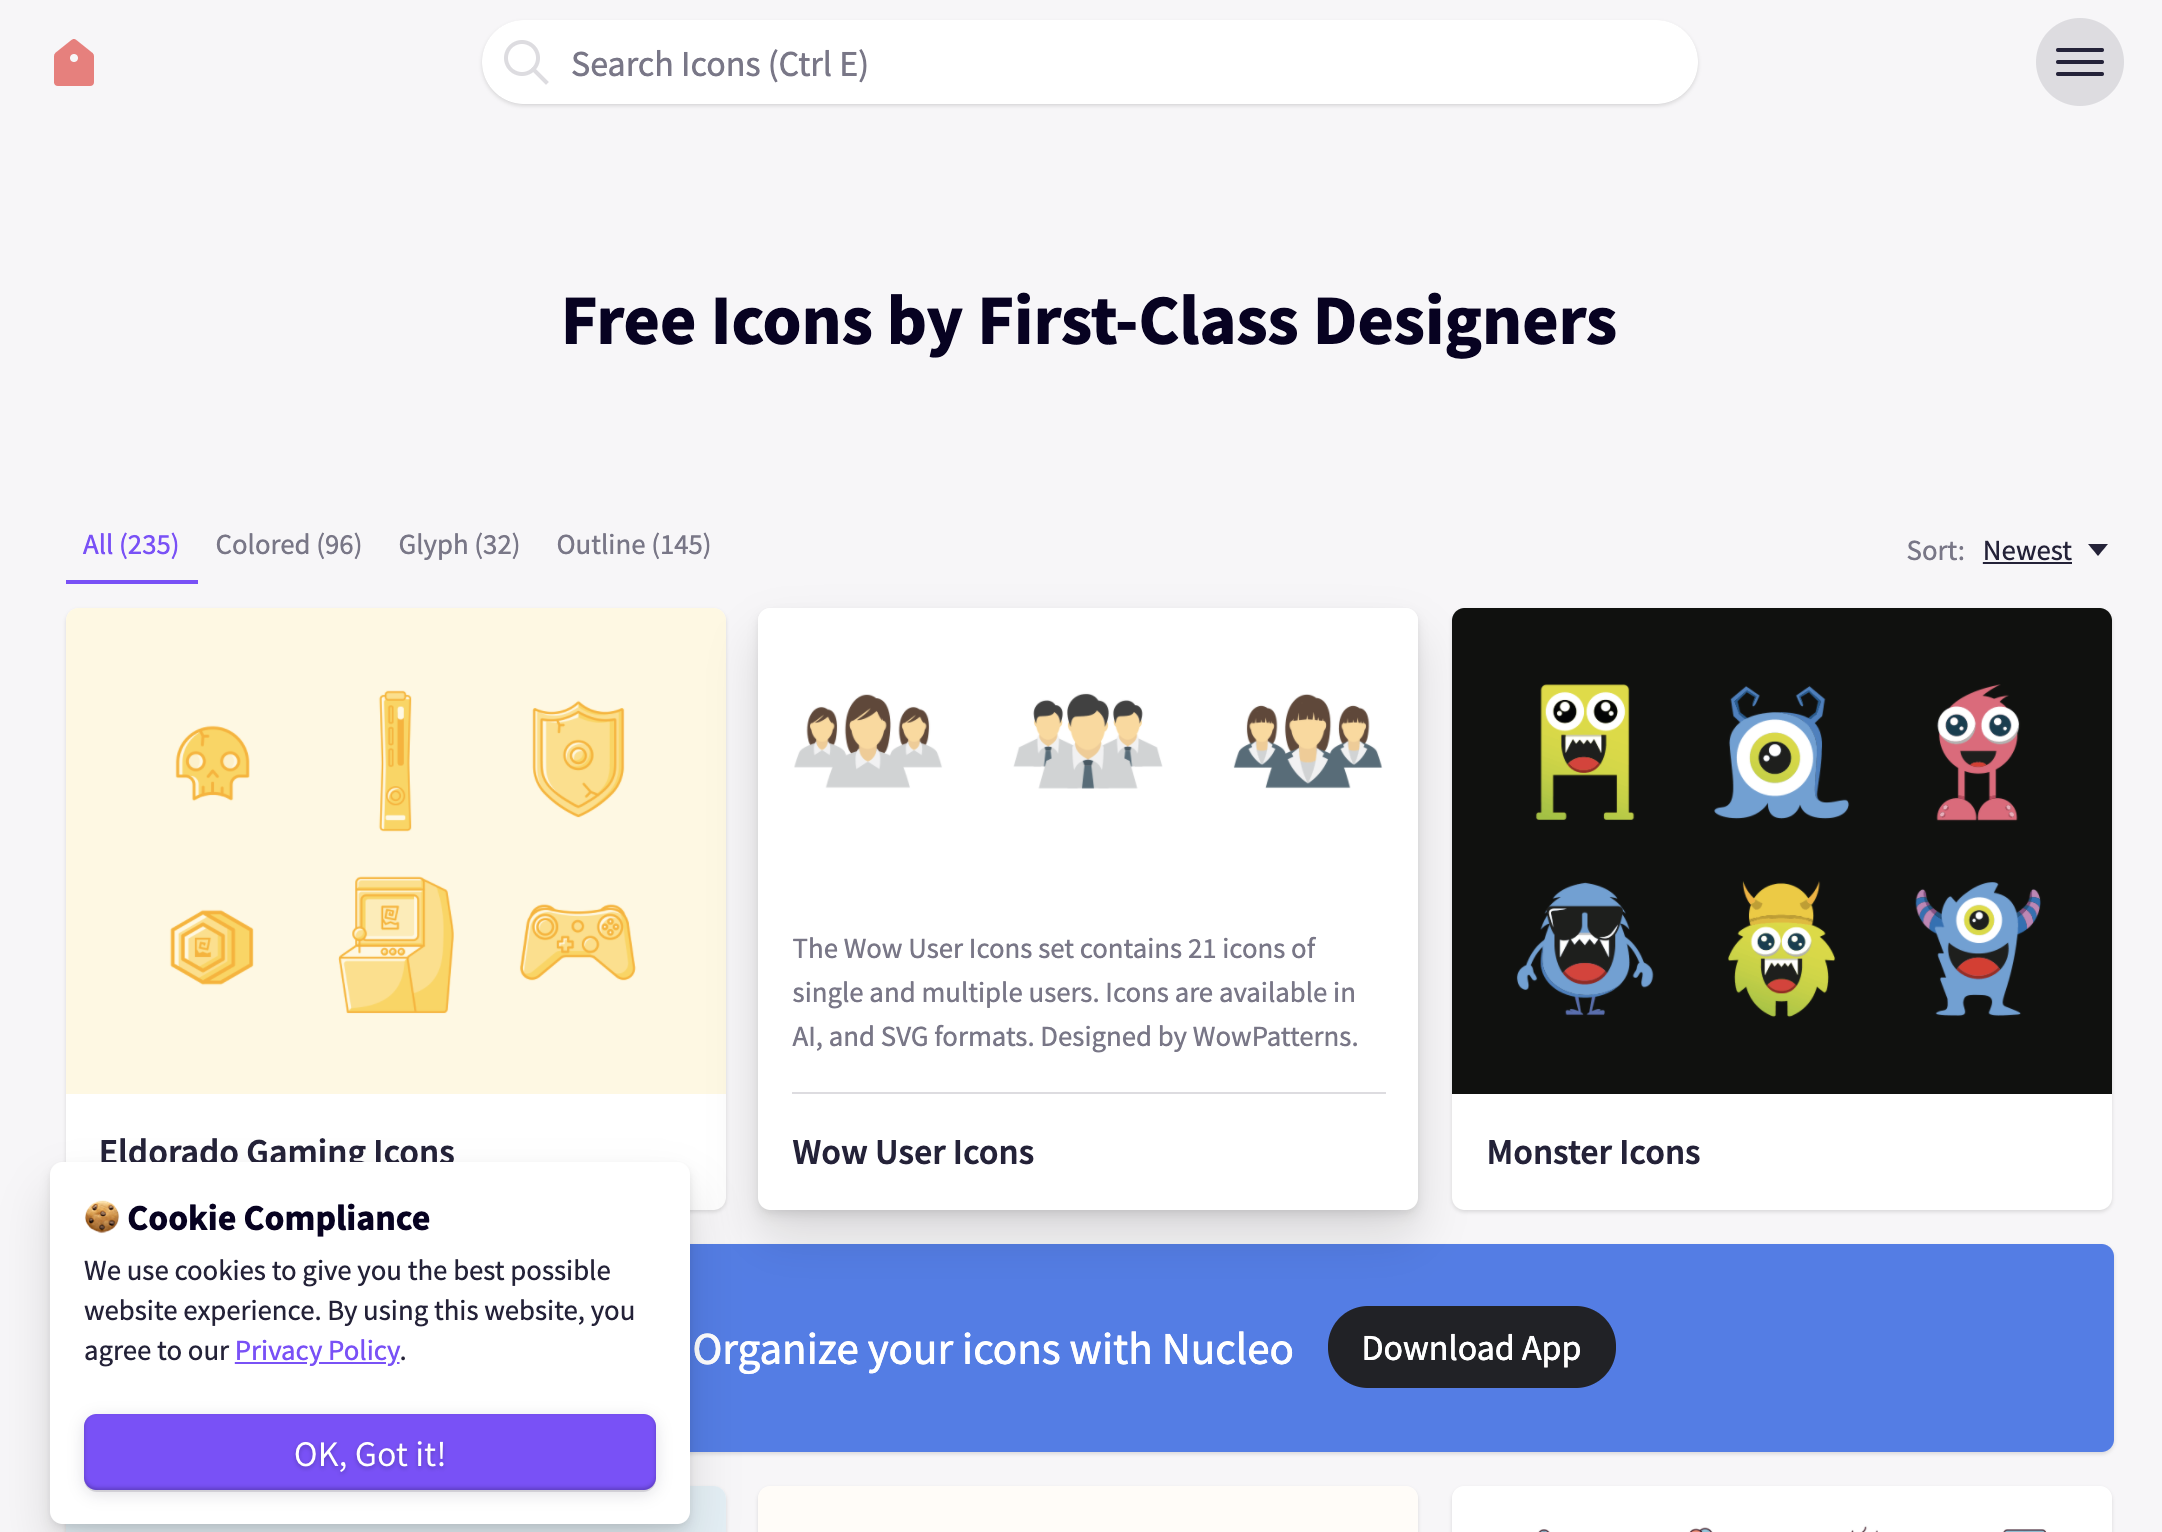 Search Icons (Ctrl E)
Free Icons by First-Class Designers
All (235)
Colored (96)
Glyph (32)
Outline (145)
Sort: Newest
Eldorado Gaming Icons
The Wow User Icons set contains 21 icons of
single and multiple users. Icons are available in
AI, and SVG formats. Designed by WowPatterns.
Wow User Icons
Monster Icons
Organize your icons with Nucleo
Download App
Cookie Compliance
We use cookies to give you the best possible
website experience. By using this website, you
agree to our Privacy Policy.
OK, Got it!